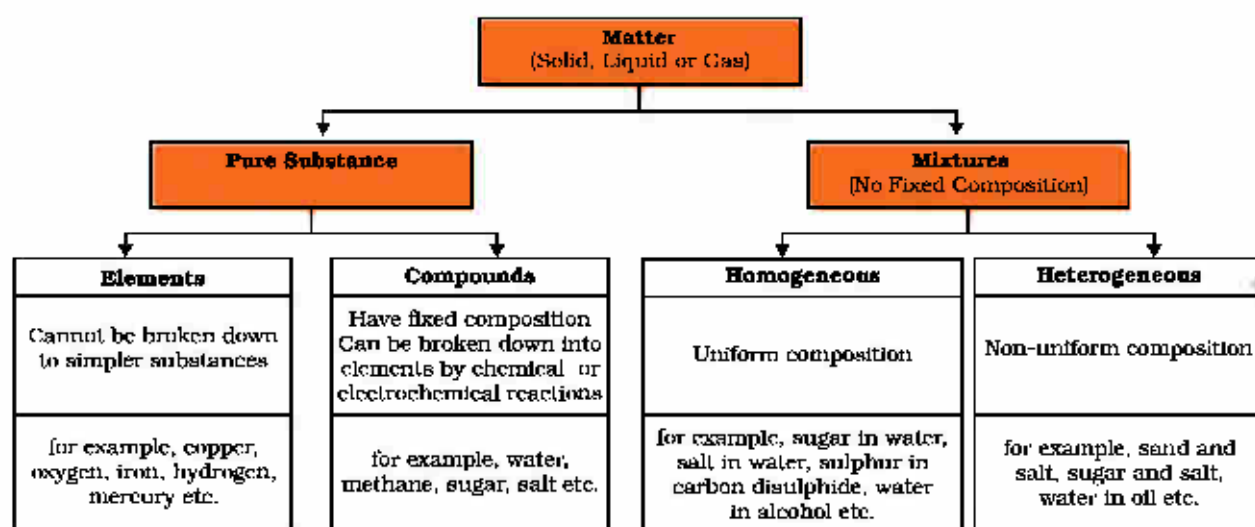 Matter
(Solid, Liquid or Gas)
Pure Substance
Mixtures
(No Fixed Composition)
Elements
Cannot be broken down
to simpler substances
for example, copper,
oxygen, iron, hydrogen,
mercury etc.
Compounds
Have fixed composition
Can be broken down into
elements by chemical or
electrochemical reactions
for example, water,
methane, sugar, salt etc.
Homogeneous
Uniform composition
for example, sugar in water,
salt in water, sulphur in
carbon disulphide, water
in alcohol etc.
Heterogeneous
Non-uniform composition
for example, sand and
salt, sugar and salt,
water in oil etc.